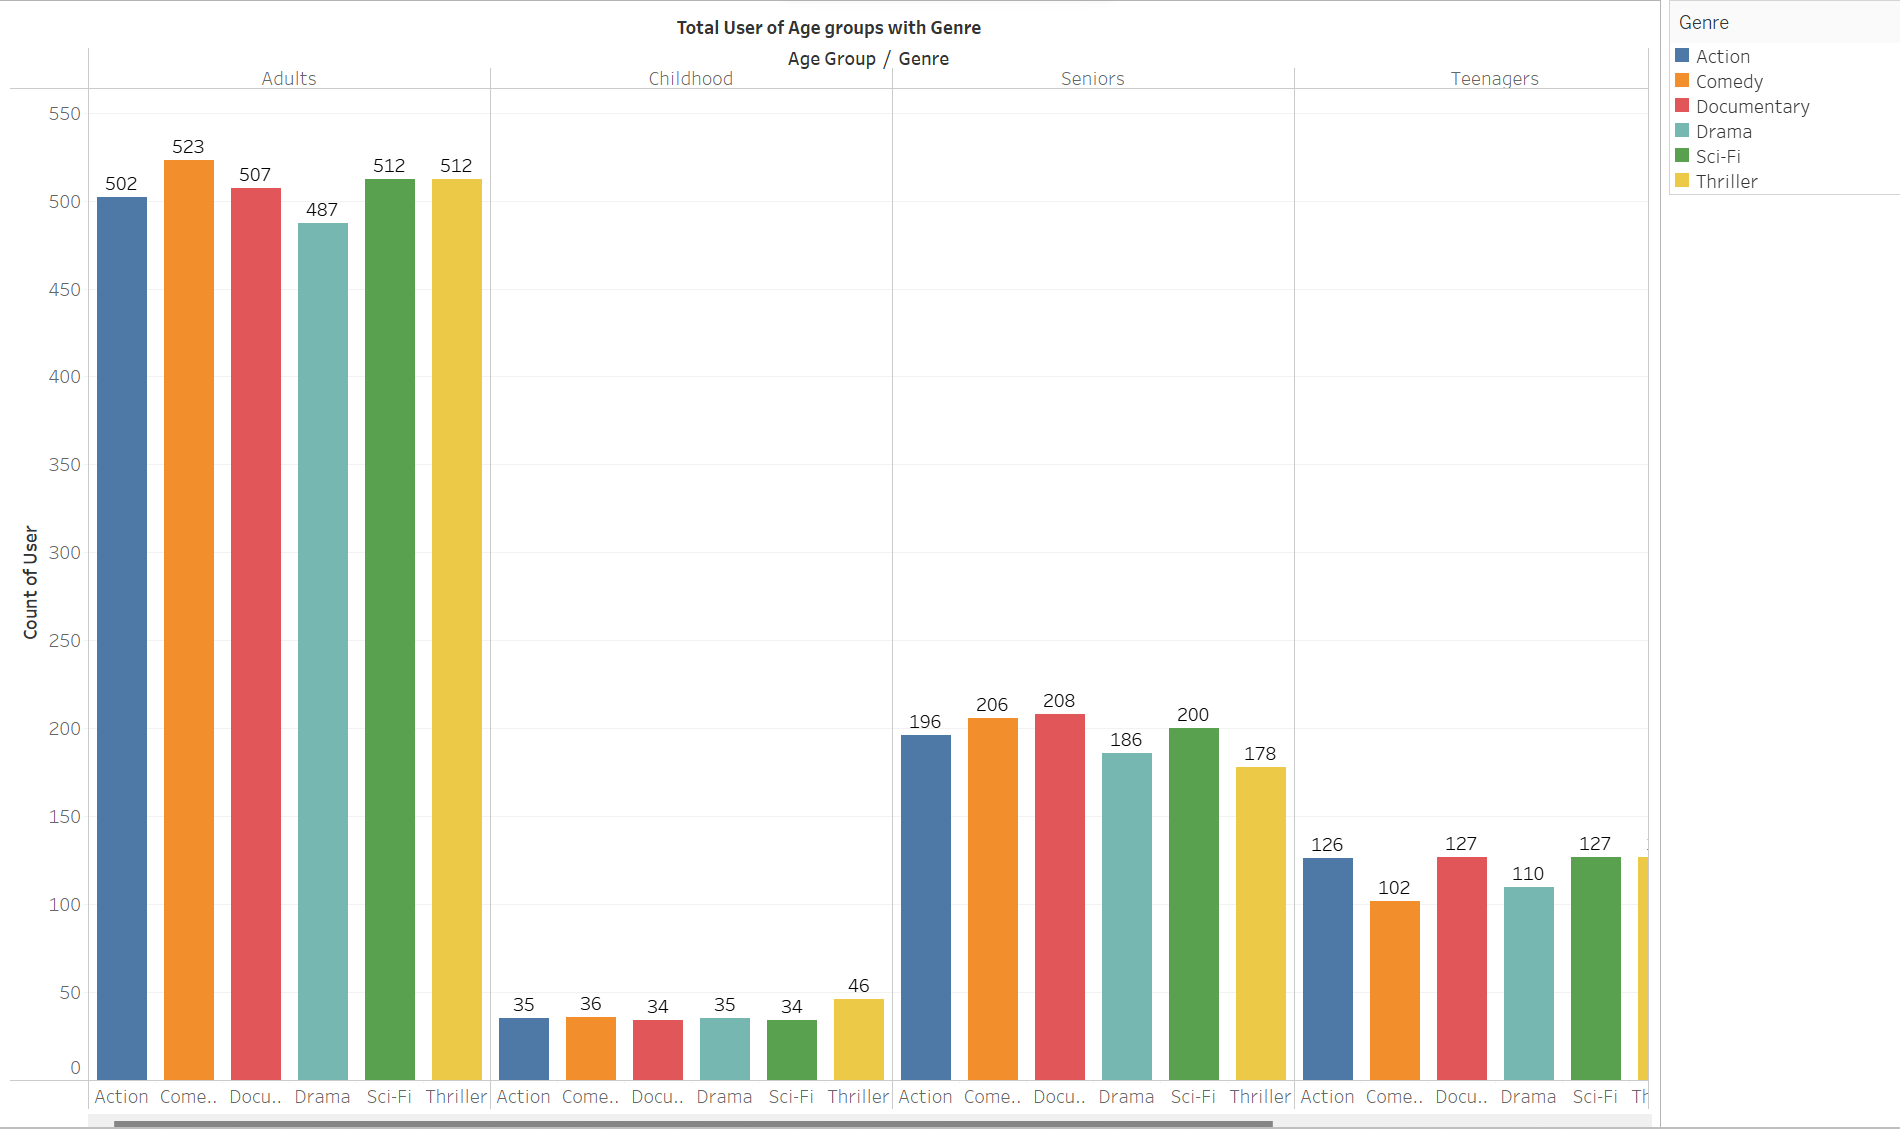 Total User of Age groups with Genre
Age Group / Genre
Adults Childhood Seniors Teenagers
Count of User
550
500
450
400
350
300
250
200
150
100
50
0
502 523 507 487 512 512
35 36 34 35 34 46
196 206 208 186 200 178
126 102 127 110 127
Action Come.. Docu.. Drama Sci-Fi Thriller Action Come.. Docu.. Drama Sci-Fi Thriller Action Come.. Docu.. Drama Sci-Fi Thriller Action Come.. Docu.. Drama Sci-Fi Th
Genre
Action
Comedy
Documentary
Drama
Sci-Fi
Thriller